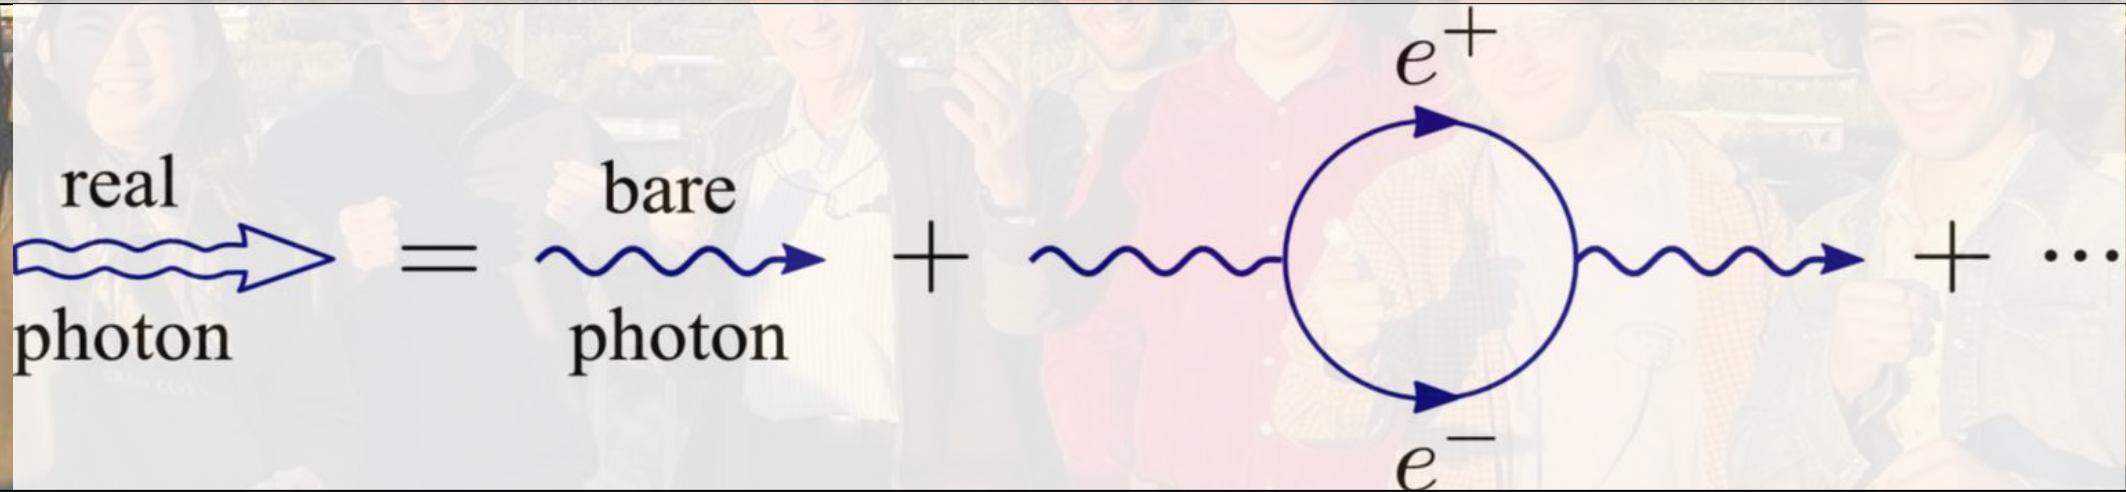 real
photon
=
bare
photon
+
e⁺
e⁻
+ ...